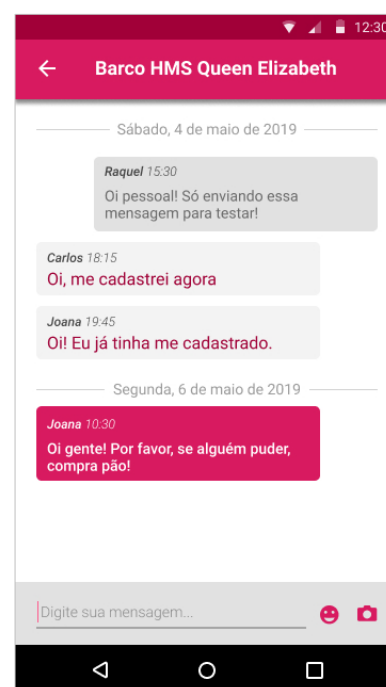 12:30
Barco HMS Queen Elizabeth
Sábado, 4 de maio de 2019
Raquel 15:30
Oi pessoal! Só enviando essa
mensagem para testar!
Carlos 18:15
Oi, me cadastrei agora
Joana 19:45
Oi! Eu já tinha me cadastrado.
Segunda, 6 de maio de 2019
Joana 10:30
Oi gente! Por favor, se alguém puder,
compra pão!
Digite sua mensagem...